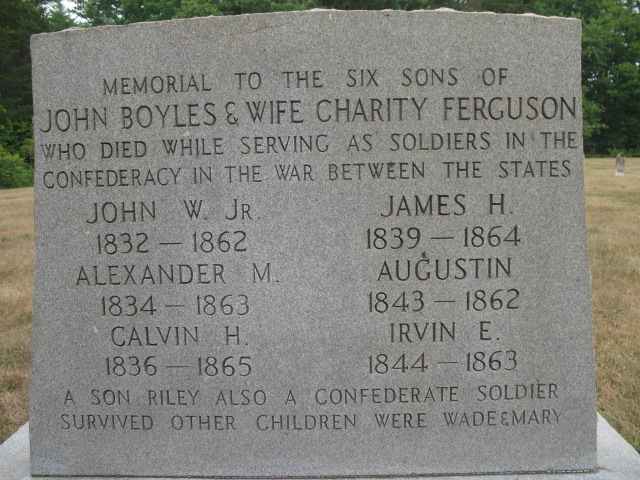 MEMORIAL TO THE SIX SONS OF
JOHN BOYLES & WIFE CHARITY FERGUSON
WHO DIED WHILE SERVING AS SOLDIERS IN THE
CONFEDERACY IN THE WAR BETWEEN THE STATES
JOHN W. JR.
1832 — 1862
ALEXANDER M.
1834 — 1863
CALVIN H.
1836 — 1865
JAMES H.
1839 — 1864
AUGUSTIN
1843 — 1862
IRVIN E.
1844 — 1863
A SON RILEY ALSO A CONFEDERATE SOLDIER
SURVIVED OTHER CHILDREN WERE WADE & MARY